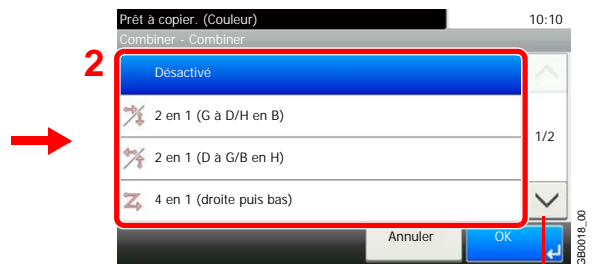 Prêt à copier. (Couleur) 10:10
Combiner - Combiner
2
Désactivé
2 en 1 (G à D/H en B)
1/2
2 en 1 (D à G/B en H)
4 en 1 (droite puis bas)
Annuler OK
GB0018_00